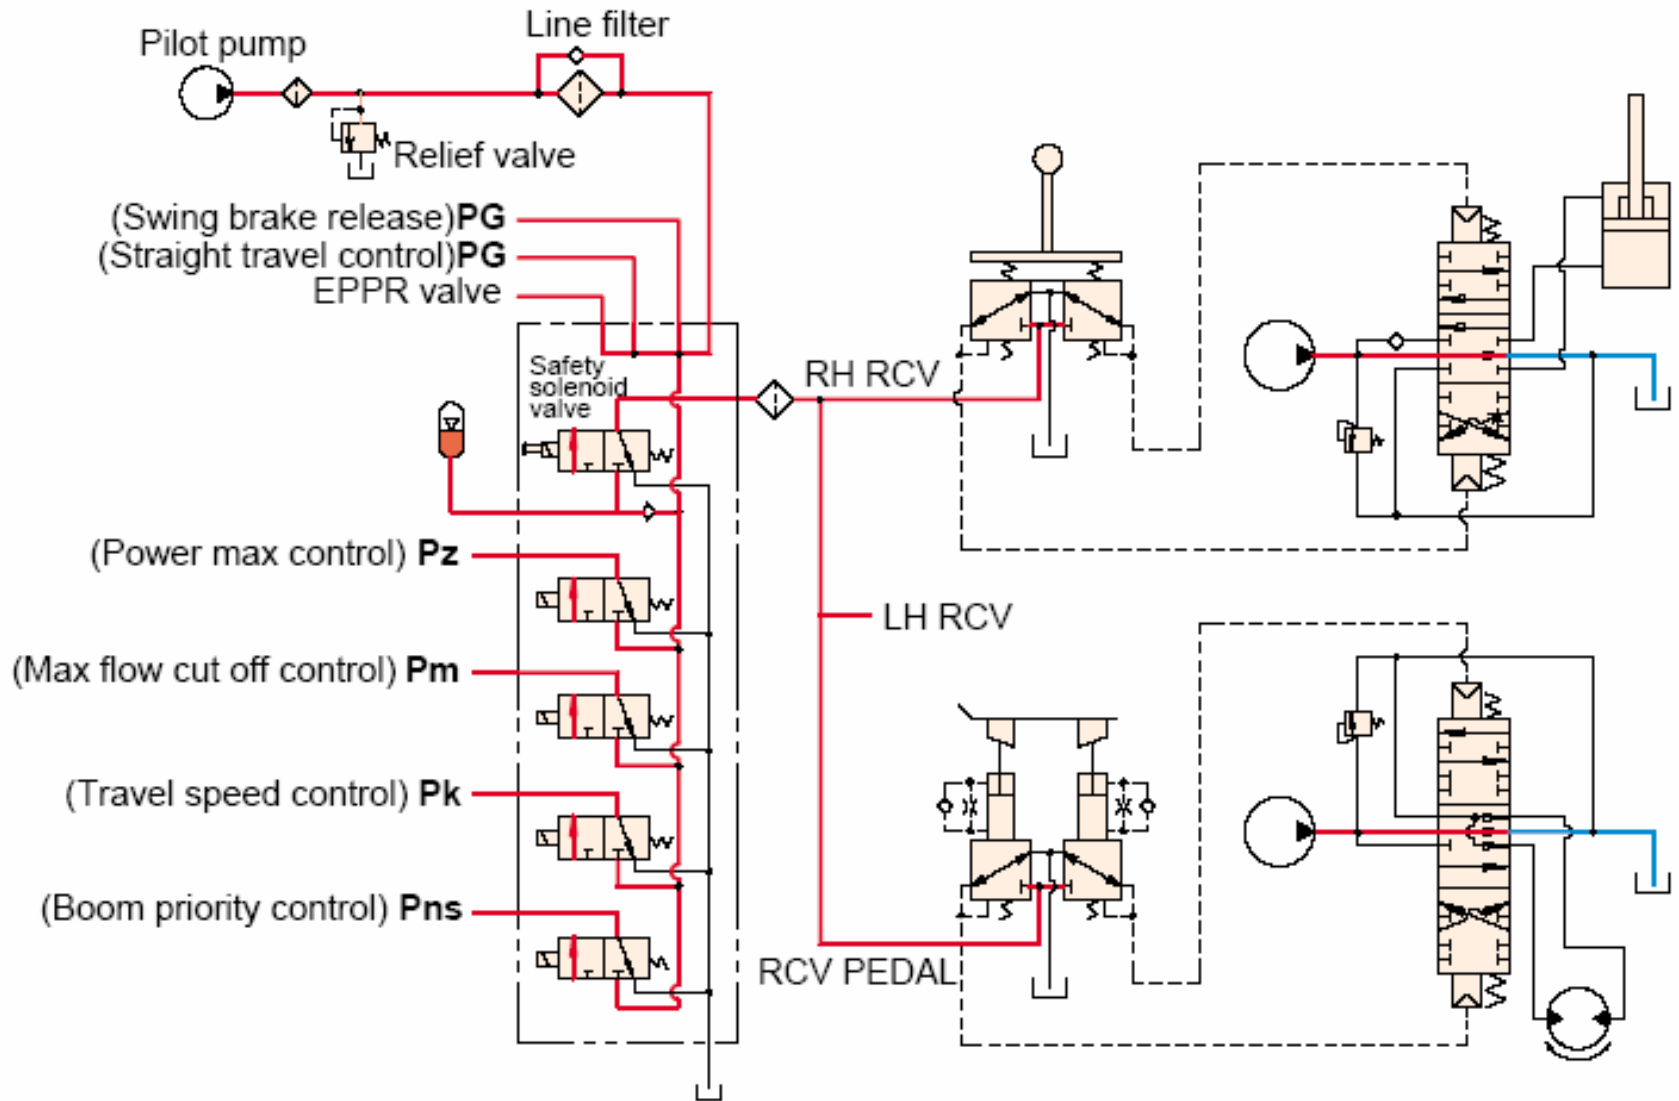 Line filter
Pilot pump
Relief valve
(Swing brake release)PG
(Straight travel control)PG
EPPR valve
Safety
solenoid
valve
RH RCV
(Power max control) Pz
LH RCV
(Max flow cut off control) Pm
(Travel speed control) Pk
(Boom priority control) Pns
RCV PEDAL